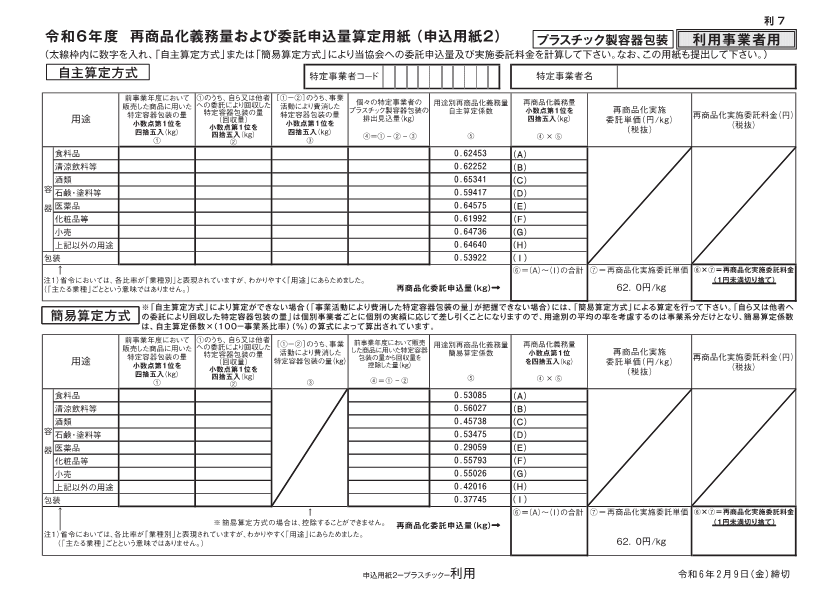 利7
令和6年度 再商品化義務量および委託申込量算定用紙(申込用紙2)
プラスチック製容器包装 利用事業者用
(太線枠内に数字を入れ、「自主算定方式」または「簡易算定方式」により当協会への委託申込量及び実施委託料金を計算して下さい。なお、この用紙も提出して下さい。)
自主算定方式 特定事業者コード 特定事業者名
用途
前事業年度において
販売した商品に用いた
特定容器包装の量
小数点第1位を
四捨五入(kg)
①
①のうち、自ら又は他者
への委託により回収した
特定容器包装の量
(回収量)
小数点第1位を
四捨五入(kg)
②
[①-②]のうち、事業
活動により費消した
特定容器包装の量
小数点第1位を
四捨五入(kg)
③
個々の特定事業者の
プラスチック製容器包装の
排出見込量(kg)
④=①-②-③
用途別再商品化義務量
自主算定係数
⑤
再商品化義務量
小数点第1位を
四捨五入(kg)
④×⑤
再商品化実施
委託単価(円/kg)
(税抜)
再商品化実施委託料金(円)
(税抜)
容器
食料品 0.62453 (A)
清涼飲料等 0.62252 (B)
酒類 0.65341 (C)
石鹸・塗料等 0.59417 (D)
医薬品 0.64575 (E)
化粧品等 0.61992 (F)
小売 0.64736 (G)
上記以外の用途 0.64640 (H)
包装 0.53922 (I)
↑
注1)省令においては、各比率が「業種別」と表現されていますが、わかりやすく「用途」にあらためました。
(「主たる業種」ごとという意味ではありません。)
再商品化委託申込量(kg)→
⑥=(A)~(I)の合計
⑦=再商品化実施委託単価
62.0円/kg
⑥×⑦=再商品化実施委託料金
(1円未満切り捨て)
簡易算定方式
※「自主算定方式」により算定ができない場合(「事業活動により費消した特定容器包装の量」が把握できない場合)には、「簡易算定方式」による算定を行って下さい。「自ら又は他者へ
の委託により回収した特定容器包装の量」は個別事業者ごとに個別の実績に応じて差し引くことになりますので、用途別の平均の率を考慮するのは事業系分だけとなり、簡易算定係数
は、自主算定係数×(100-事業系比率)(%)の算式によって算出されています。
用途
前事業年度において
販売した商品に用いた
特定容器包装の量
小数点第1位を
四捨五入(kg)
①
①のうち、自ら又は他者
への委託により回収した
特定容器包装の量
(回収量)
小数点第1位を
四捨五入(kg)
②
[①-②]のうち、事業
活動により費消した
特定容器包装の量(kg)
③
前事業年度において販売
した商品に用いた特定容器
包装の量から回収量を
控除した量(kg)
④=①-②
用途別再商品化義務量
簡易算定係数
⑤
再商品化義務量
小数点第1位
を四捨五入(kg)
④×⑤
再商品化実施
委託単価(円/kg)
(税抜)
再商品化実施委託料金(円)
(税抜)
容器
食料品 0.53085 (A)
清涼飲料等 0.56027 (B)
酒類 0.45738 (C)
石鹸・塗料等 0.53475 (D)
医薬品 0.29059 (E)
化粧品等 0.55793 (F)
小売 0.55026 (G)
上記以外の用途 0.42016 (H)
包装 0.37745 (I)
↑ ↑
※簡易算定方式の場合は、控除することができません。
注1)省令においては、各比率が「業種別」と表現されていますが、わかりやすく「用途」にあらためました。
(「主たる業種」ごとという意味ではありません。)
再商品化委託申込量(kg)→
⑥=(A)~(I)の合計
⑦=再商品化実施委託単価
62.0円/kg
⑥×⑦=再商品化実施委託料金
(1円未満切り捨て)
申込用紙2-プラスチック-利用
令和6年2月9日(金)締切